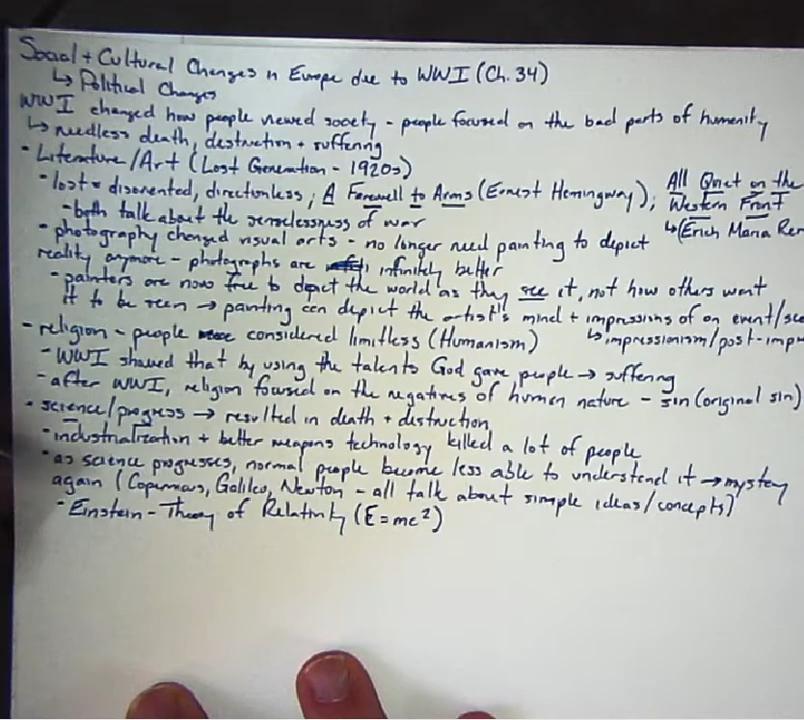 Social + Cultural Changes in Europe due to WWI (Ch. 34)
↳ Political Changes
WWI changed how people viewed society - people focused on the bad parts of humanity
↳ needless death, destruction + suffering
• Literature/Art (Lost Generation - 1920s)
• lost = disoriented, directionless; A Farewell to Arms (Ernest Hemingway); All Quiet on the
Western Front
↳(Erich Maria Rem
- both talk about the senselessness of war
• photography changed visual arts - no longer need painting to depict
reality anymore - photographs are infinitely better
- painters are now free to depict the world as they see it, not how others want
it to be seen → painting can depict the artist's mind + impressions of an event/sce
↳ impressionism/post-imp
- religion - people considered limitless (Humanism)
- WWI showed that by using the talents God gave people → suffering
- after WWI, religion focused on the negatives of human nature - sin (original sin)
• science/progress → resulted in death + destruction
• industrialization + better weapons technology killed a lot of people
• as science progresses, normal people become less able to understand it → mystery
again (Copernicus, Galileo, Newton - all talk about simple ideas/concepts)
- Einstein - Theory of Relativity (E=mc²)